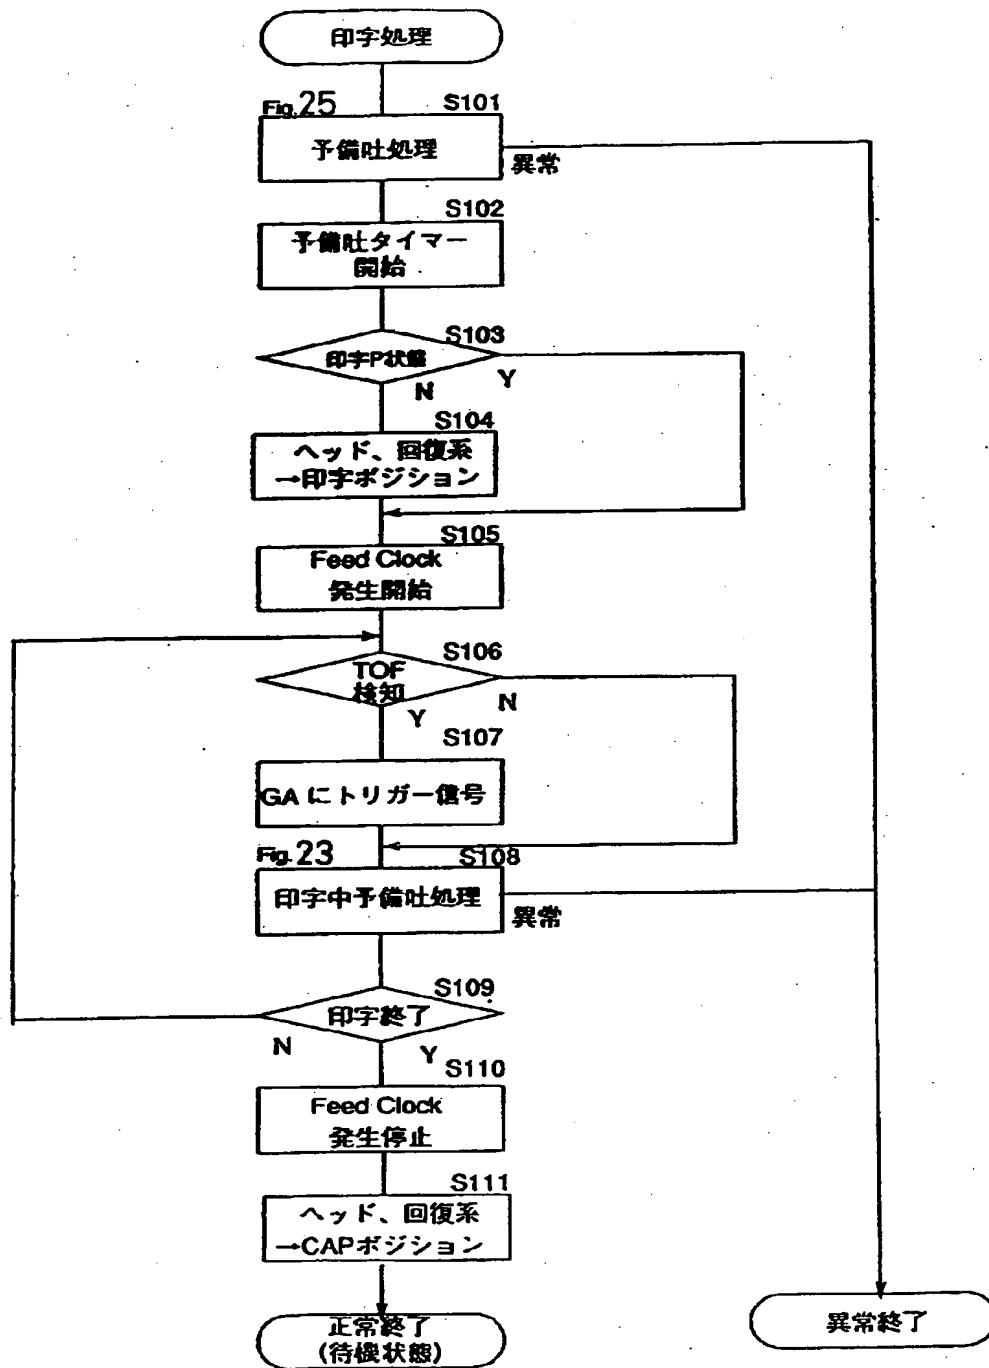 印字処理
Fig.25
S101
予備吐処理
異常
S102
予備吐タイマー
開始
S103
印字P状態
N
Y
S104
ヘッド、回復系
→印字ポジション
S105
Feed Clock
発生開始
S106
TOF
検知
Y
N
S107
GAにトリガー信号
Fig.23
S108
印字中予備吐処理
異常
S109
印字終了
N
Y
S110
Feed Clock
発生停止
S111
ヘッド、回復系
→CAPポジション
正常終了
(待機状態)
異常終了